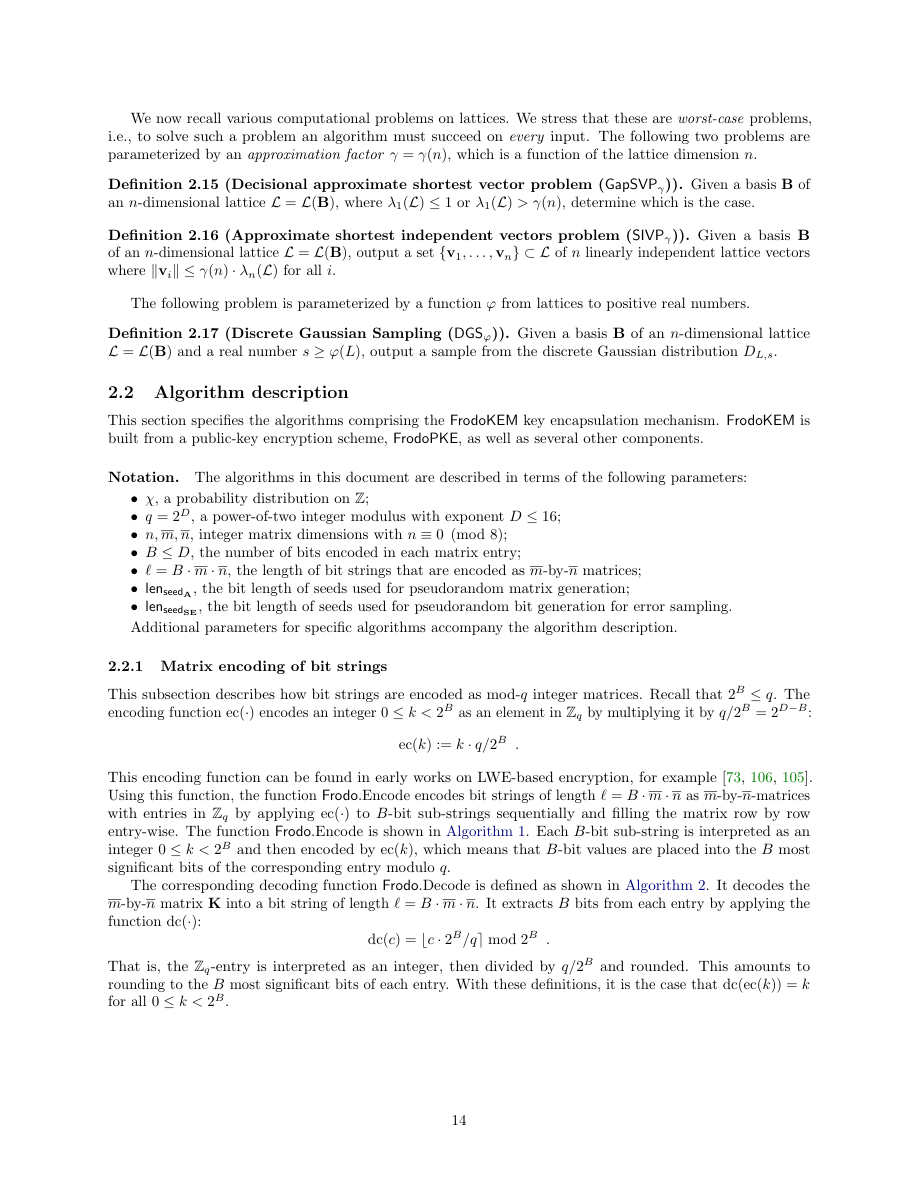 We now recall various computational problems on lattices. We stress that these are worst-case problems,
i.e., to solve such a problem an algorithm must succeed on every input. The following two problems are
parameterized by an approximation factor γ = γ(n), which is a function of the lattice dimension n.
Definition 2.15 (Decisional approximate shortest vector problem (GapSVP_γ)). Given a basis B of
an n-dimensional lattice ℒ = ℒ(B), where λ₁(ℒ) ≤ 1 or λ₁(ℒ) > γ(n), determine which is the case.
Definition 2.16 (Approximate shortest independent vectors problem (SIVP_γ)). Given a basis B
of an n-dimensional lattice ℒ = ℒ(B), output a set {v₁, . . . , vₙ} ⊂ ℒ of n linearly independent lattice vectors
where ‖vᵢ‖ ≤ γ(n) · λₙ(ℒ) for all i.
The following problem is parameterized by a function φ from lattices to positive real numbers.
Definition 2.17 (Discrete Gaussian Sampling (DGS_φ)). Given a basis B of an n-dimensional lattice
ℒ = ℒ(B) and a real number s ≥ φ(L), output a sample from the discrete Gaussian distribution D_{L,s}.
2.2 Algorithm description
This section specifies the algorithms comprising the FrodoKEM key encapsulation mechanism. FrodoKEM is
built from a public-key encryption scheme, FrodoPKE, as well as several other components.
Notation. The algorithms in this document are described in terms of the following parameters:
• χ, a probability distribution on ℤ;
• q = 2^D, a power-of-two integer modulus with exponent D ≤ 16;
• n, m̅, n̅, integer matrix dimensions with n ≡ 0 (mod 8);
• B ≤ D, the number of bits encoded in each matrix entry;
• ℓ = B · m̅ · n̅, the length of bit strings that are encoded as m̅-by-n̅ matrices;
• len_{seed_A}, the bit length of seeds used for pseudorandom matrix generation;
• len_{seed_SE}, the bit length of seeds used for pseudorandom bit generation for error sampling.
Additional parameters for specific algorithms accompany the algorithm description.
2.2.1 Matrix encoding of bit strings
This subsection describes how bit strings are encoded as mod-q integer matrices. Recall that 2^B ≤ q. The
encoding function ec(·) encodes an integer 0 ≤ k < 2^B as an element in ℤ_q by multiplying it by q/2^B = 2^{D−B}:
ec(k) := k · q/2^B .
This encoding function can be found in early works on LWE-based encryption, for example [73, 106, 105].
Using this function, the function Frodo.Encode encodes bit strings of length ℓ = B · m̅ · n̅ as m̅-by-n̅-matrices
with entries in ℤ_q by applying ec(·) to B-bit sub-strings sequentially and filling the matrix row by row
entry-wise. The function Frodo.Encode is shown in Algorithm 1. Each B-bit sub-string is interpreted as an
integer 0 ≤ k < 2^B and then encoded by ec(k), which means that B-bit values are placed into the B most
significant bits of the corresponding entry modulo q.
The corresponding decoding function Frodo.Decode is defined as shown in Algorithm 2. It decodes the
m̅-by-n̅ matrix K into a bit string of length ℓ = B · m̅ · n̅. It extracts B bits from each entry by applying the
function dc(·):
dc(c) = ⌊c · 2^B/q⌉ mod 2^B .
That is, the ℤ_q-entry is interpreted as an integer, then divided by q/2^B and rounded. This amounts to
rounding to the B most significant bits of each entry. With these definitions, it is the case that dc(ec(k)) = k
for all 0 ≤ k < 2^B.
14